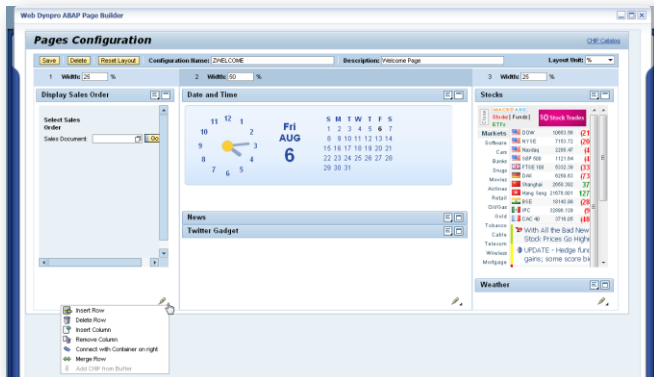 Web Dynpro ABAP Page Builder
Pages Configuration
CHIP Catalog
Save Delete Reset Layout Configuration Name: ZWELCOME Description: Welcome Page Layout Unit: %
1 Width: 25 %
2 Width: 50 %
3 Width: 25 %
Display Sales Order
Select Sales
Order
Sales Document: Go
Date and Time
12 1 2 3 4 5 6 7 8 9 10 11
Fri
AUG
6
S M T W T F S
1 2 3 4 5 6 7
8 9 10 11 12 13 14
15 16 17 18 19 20 21
22 23 24 25 26 27 28
29 30 31
News
Twitter Gadget
Stocks
Close
Stocks | Funds |
ETFs
Stock Trades
Markets DOW
Software NYSE
Cars Nasdaq
Banks S&P 500
Drugs FTSE 100
Movies DAX
Airlines Shanghai
Retail Hang Seng
Oil/Gas BSE
Gold IPC
Tobacco CAC 40
Cable
Telecom
Wireless
Mortgage
With All the Bad New
Stock Prices Go High
UPDATE - Hedge fun
gains; some score bi
Weather
Insert Row
Delete Row
Insert Column
Remove Column
Connect with Container on right
Merge Row
Add CHIP from Buffer